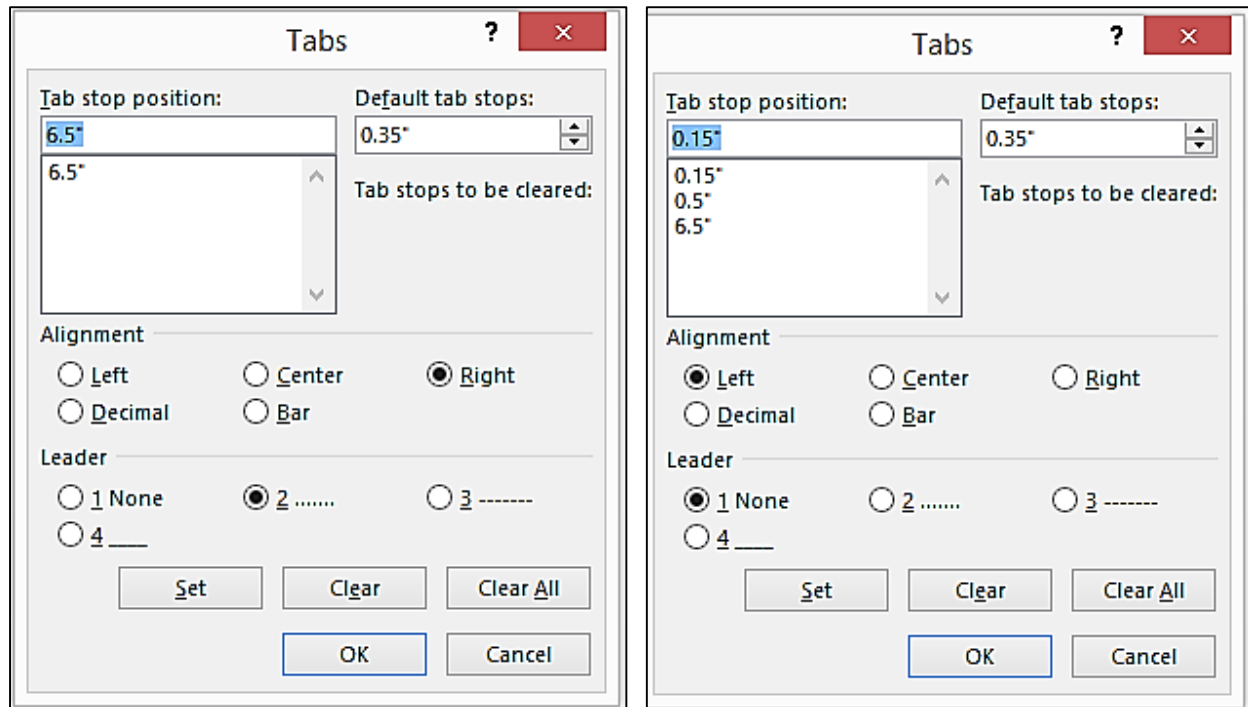 Tabs ? ×
Tab stop position: Default tab stops:
6.5" 0.35"
6.5"
Tab stops to be cleared:
Alignment
Left Center Right
Decimal Bar
Leader
1 None 2 ....... 3 -------
4 ____
Set Clear Clear All
OK Cancel
Tabs ? ×
Tab stop position: Default tab stops:
0.15" 0.35"
0.15"
0.5"
6.5"
Tab stops to be cleared:
Alignment
Left Center Right
Decimal Bar
Leader
1 None 2 ....... 3 -------
4 ____
Set Clear Clear All
OK Cancel